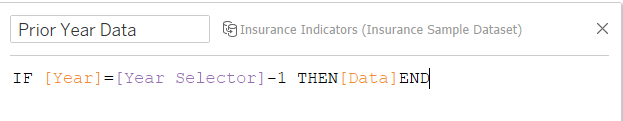 Prior Year Data
Insurance Indicators (Insurance Sample Dataset)
IF [Year]=[Year Selector]-1 THEN[Data]END